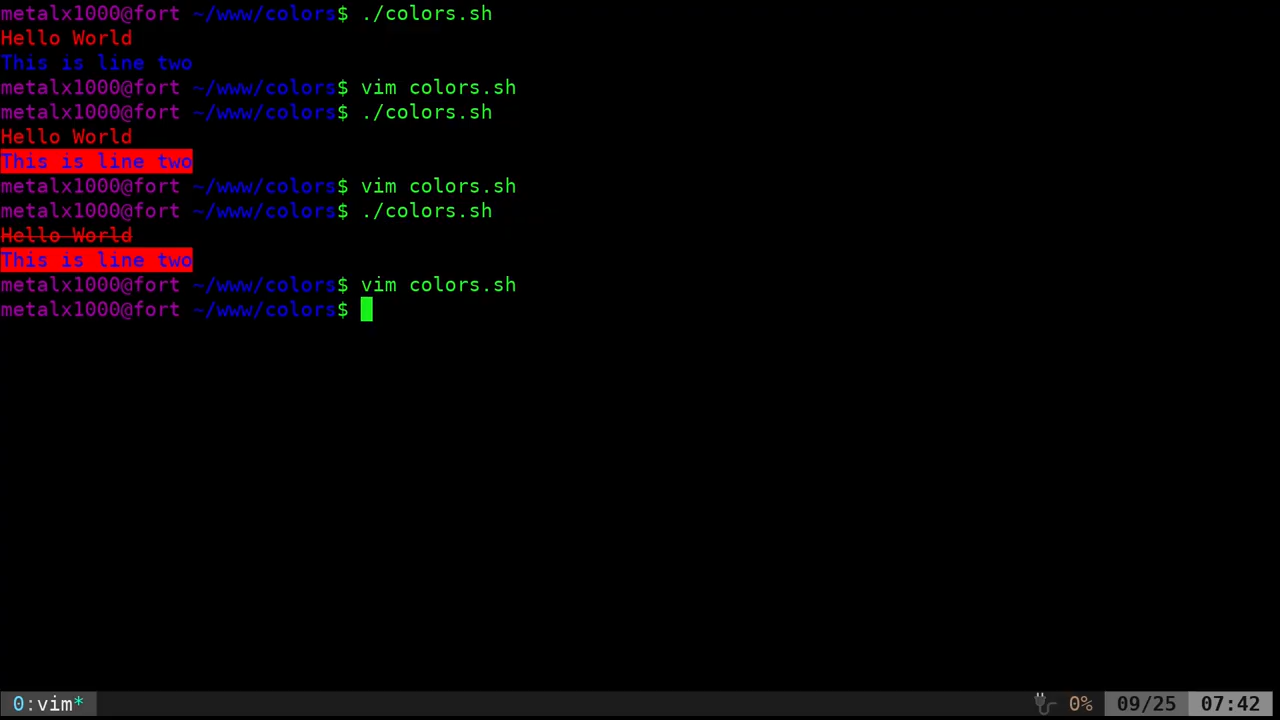 metalx1000@fort ~/www/colors$ ./colors.sh
Hello World
This is line two
metalx1000@fort ~/www/colors$ vim colors.sh
metalx1000@fort ~/www/colors$ ./colors.sh
Hello World
This is line two
metalx1000@fort ~/www/colors$ vim colors.sh
metalx1000@fort ~/www/colors$ ./colors.sh
Hello World
This is line two
metalx1000@fort ~/www/colors$ vim colors.sh
metalx1000@fort ~/www/colors$
0:vim* 0% 09/25 07:42